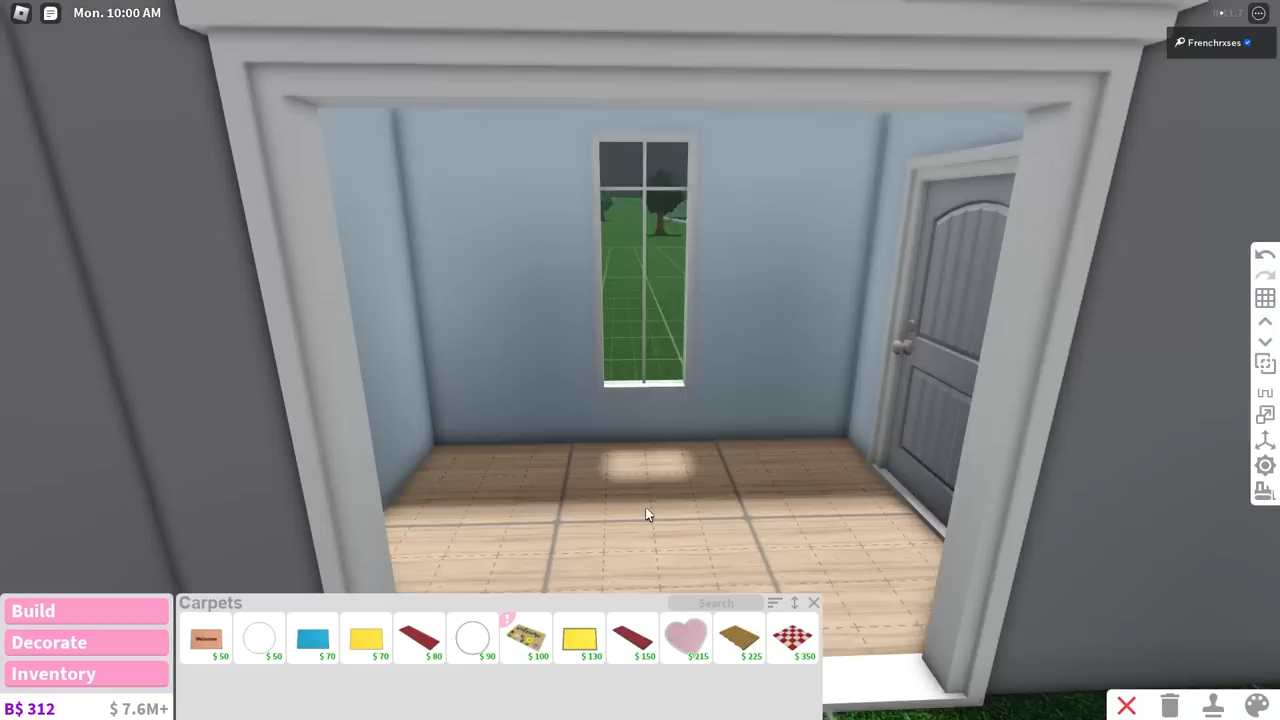 Mon. 10:00 AM
Frenchrxses
Build
Decorate
Inventory
B$ 312
$ 7.6M+
Carpets
Search
Welcome
$ 50
$ 50
$ 70
$ 70
$ 80
$ 90
$ 100
$ 130
$ 150
$ 215
$ 225
$ 350